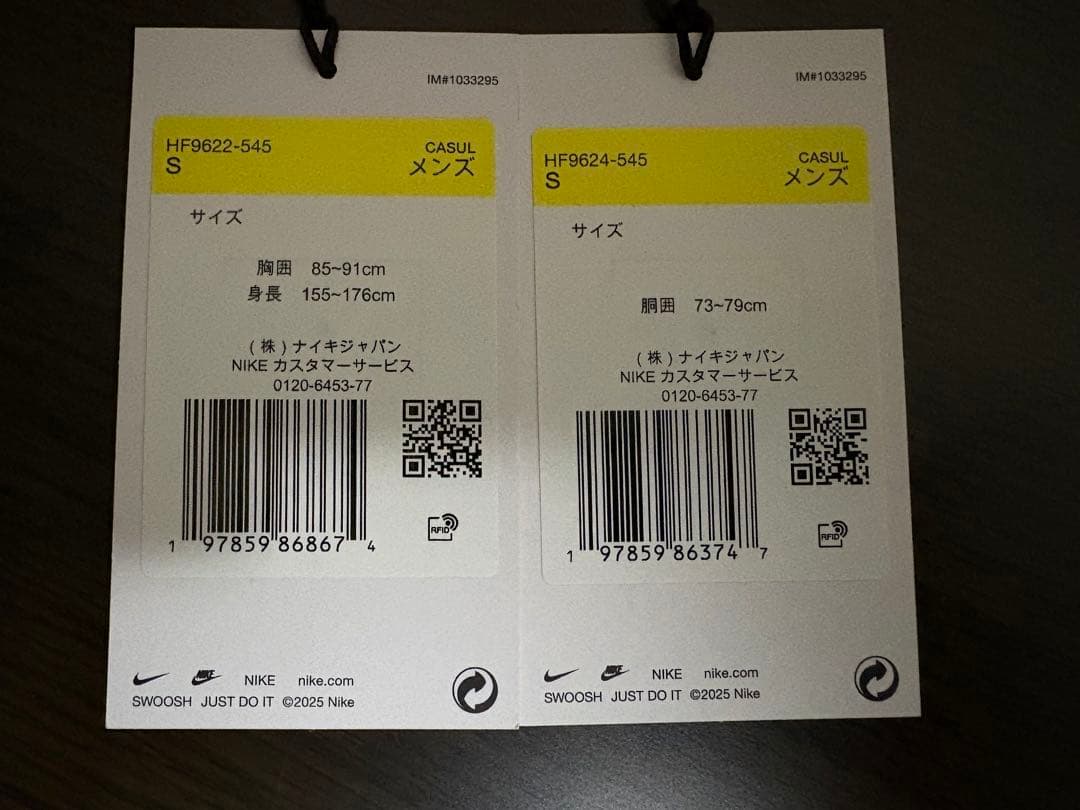 IM#1033295
HF9622-545
CASUL
S
メンズ
サイズ
胸囲 85~91cm
身長 155~176cm
(株)ナイキジャパン
NIKE カスタマーサービス
0120-6453-77
RFID
1 97859 86867 4
NIKE nike.com
SWOOSH JUST DO IT ©2025 Nike
IM#1033295
HF9624-545
CASUL
S
メンズ
サイズ
胴囲 73~79cm
(株)ナイキジャパン
NIKE カスタマーサービス
0120-6453-77
RFID
1 97859 86374 7
NIKE nike.com
SWOOSH JUST DO IT ©2025 Nike